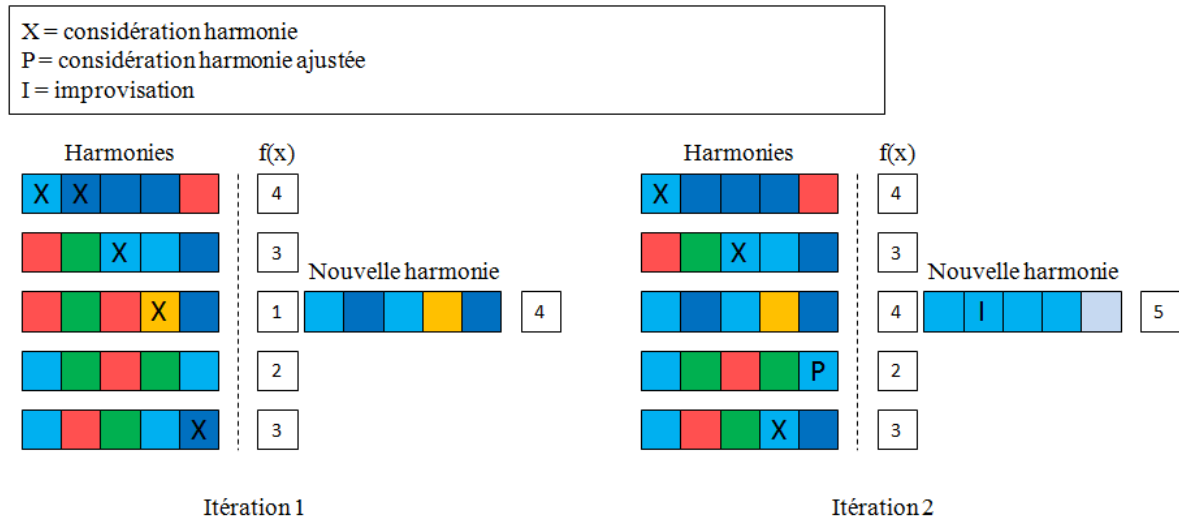 X = considération harmonie
P = considération harmonie ajustée
I = improvisation
Harmonies f(x)
X X 4
X 3
Nouvelle harmonie
X 1 4
2
X 3
Itération 1
Harmonies f(x)
X 4
X 3
Nouvelle harmonie
4 I 5
P 2
X 3
Itération 2